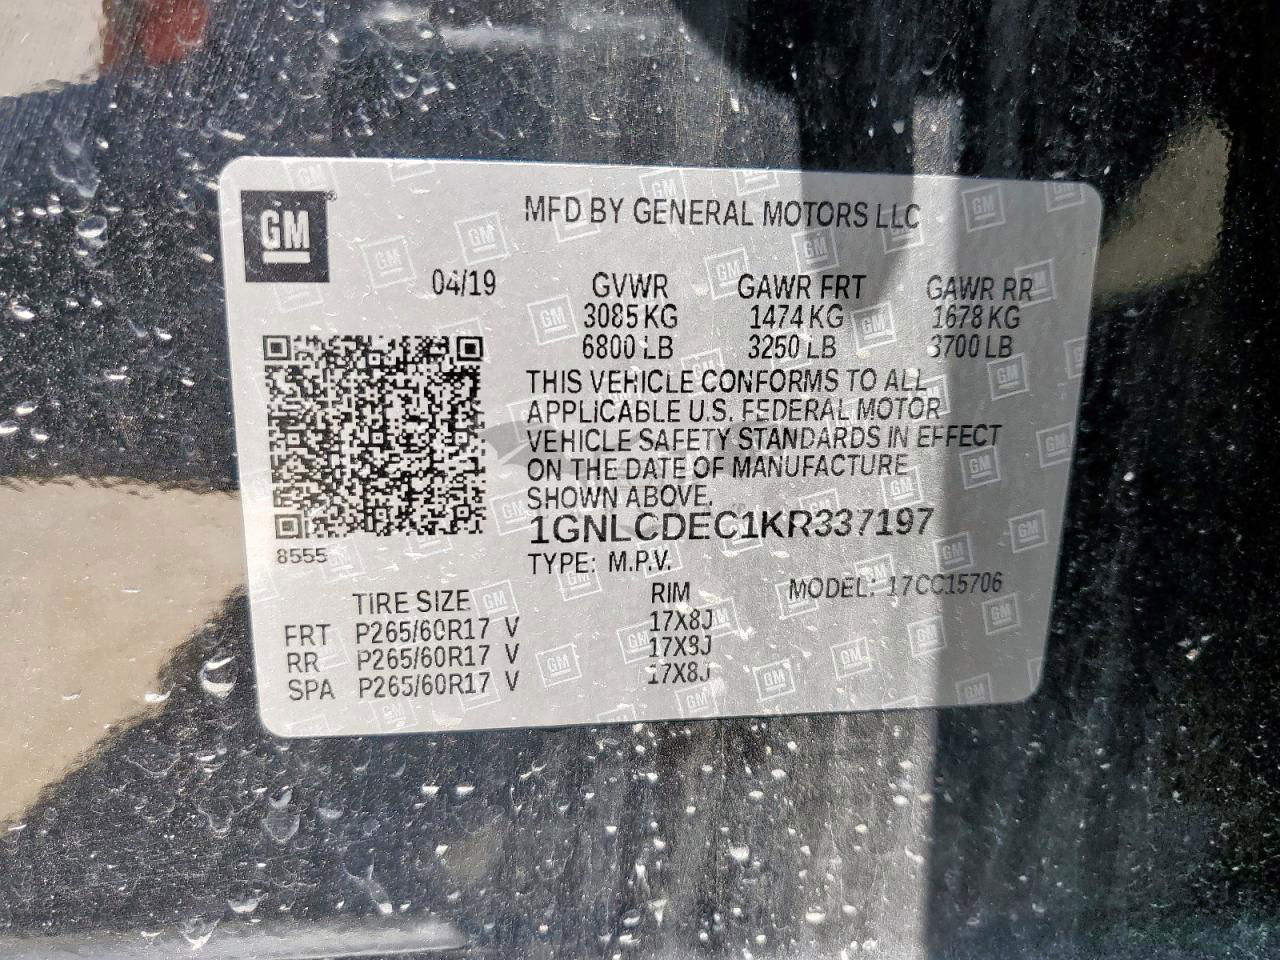 GM
MFD BY GENERAL MOTORS LLC
04/19 GVWR GAWR FRT GAWR RR
3085 KG 1474 KG 1678 KG
6800 LB 3250 LB 3700 LB
THIS VEHICLE CONFORMS TO ALL
APPLICABLE U.S. FEDERAL MOTOR
VEHICLE SAFETY STANDARDS IN EFFECT
ON THE DATE OF MANUFACTURE
SHOWN ABOVE.
1GNLCDEC1KR337197
8555
TYPE: M.P.V.
MODEL: 17CC15706
TIRE SIZE RIM
FRT P265/60R17 V 17X8J
RR P265/60R17 V 17X8J
SPA P265/60R17 V 17X8J